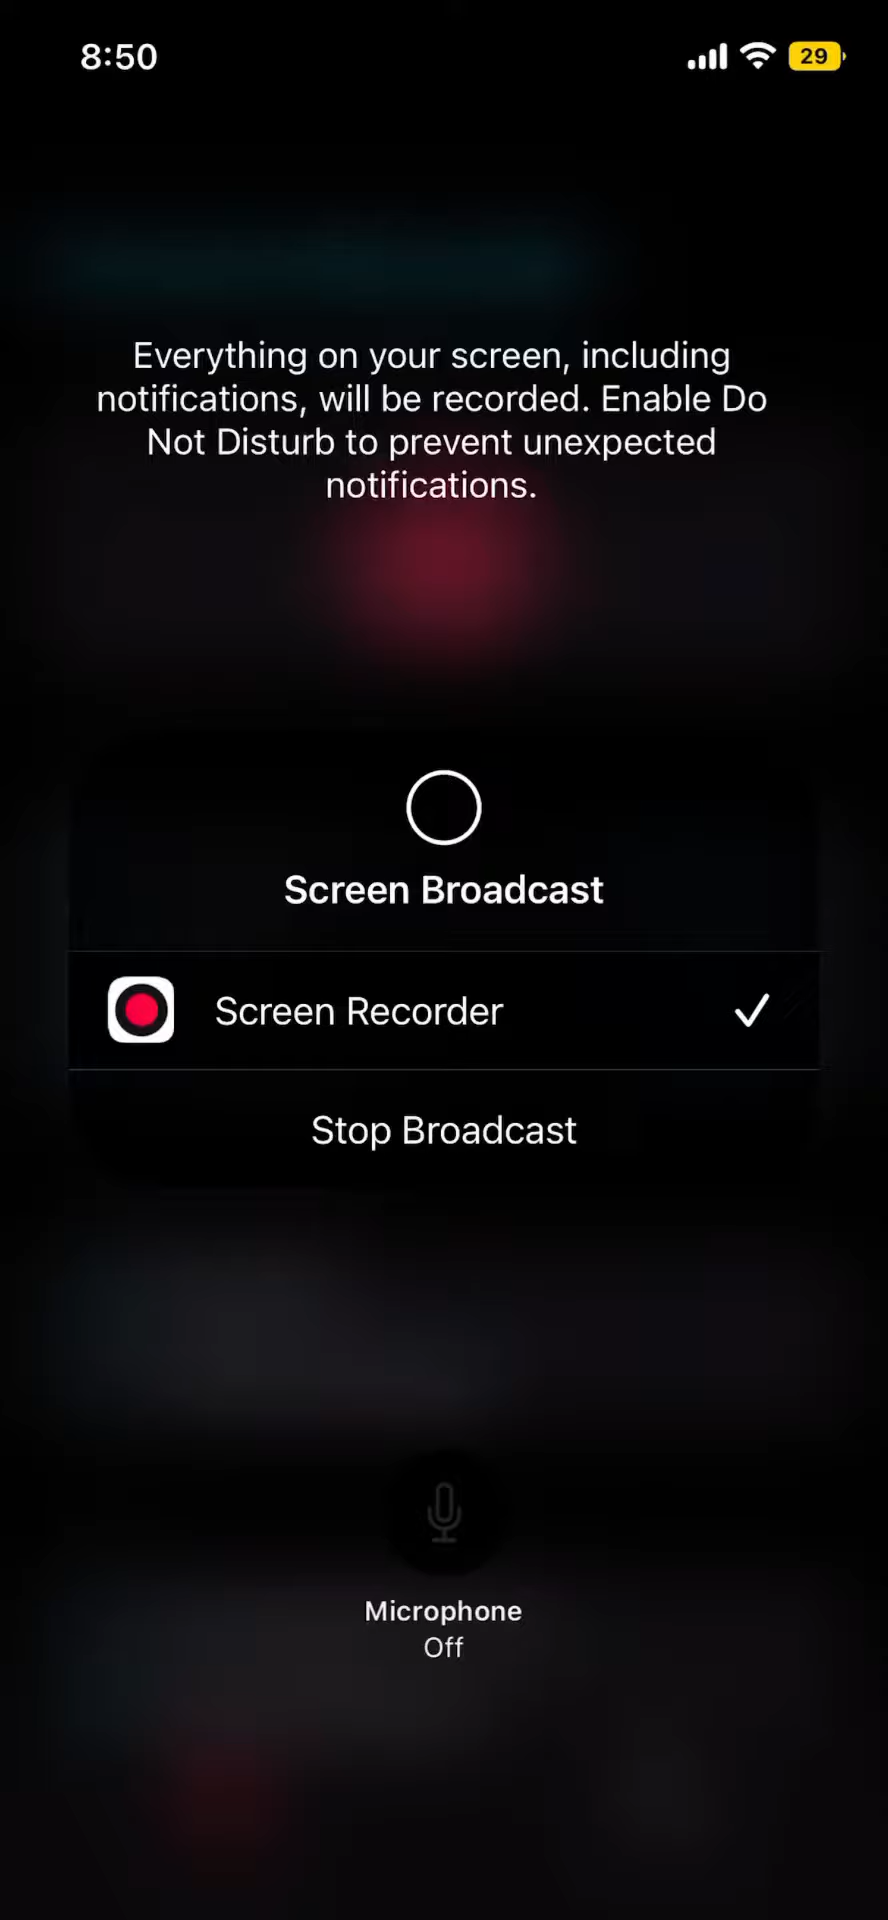 8:50
29
Everything on your screen, including
notifications, will be recorded. Enable Do
Not Disturb to prevent unexpected
notifications.
Screen Broadcast
Screen Recorder
Stop Broadcast
Microphone
Off